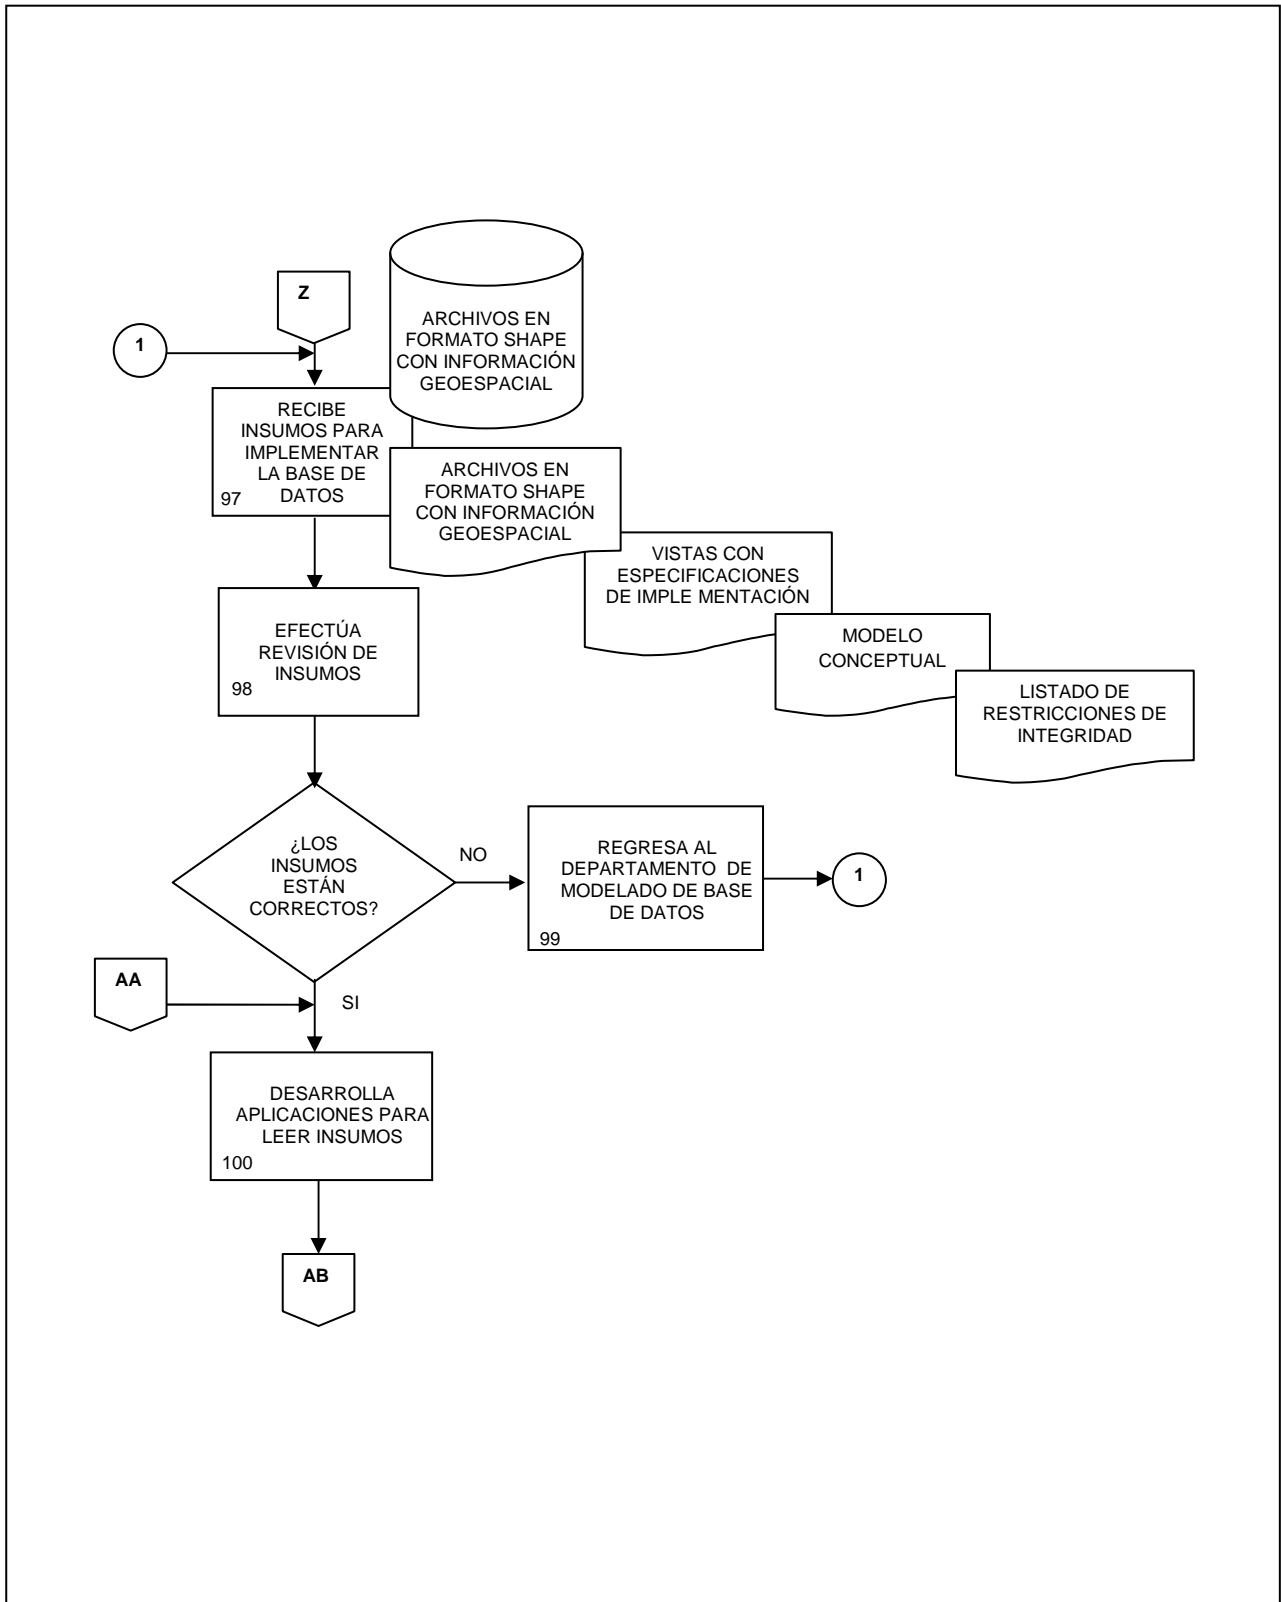 Z
1
ARCHIVOS EN
FORMATO SHAPE
CON INFORMACIÓN
GEOESPACIAL
RECIBE
INSUMOS PARA
IMPLEMENTAR
LA BASE DE
DATOS
97
ARCHIVOS EN
FORMATO SHAPE
CON INFORMACIÓN
GEOESPACIAL
VISTAS CON
ESPECIFICACIONES
DE IMPLE MENTACIÓN
MODELO
CONCEPTUAL
LISTADO DE
RESTRICCIONES DE
INTEGRIDAD
EFECTÚA
REVISIÓN DE
INSUMOS
98
¿LOS
INSUMOS
ESTÁN
CORRECTOS?
NO
REGRESA AL
DEPARTAMENTO DE
MODELADO DE BASE
DE DATOS
99
1
AA
SI
DESARROLLA
APLICACIONES PARA
LEER INSUMOS
100
AB